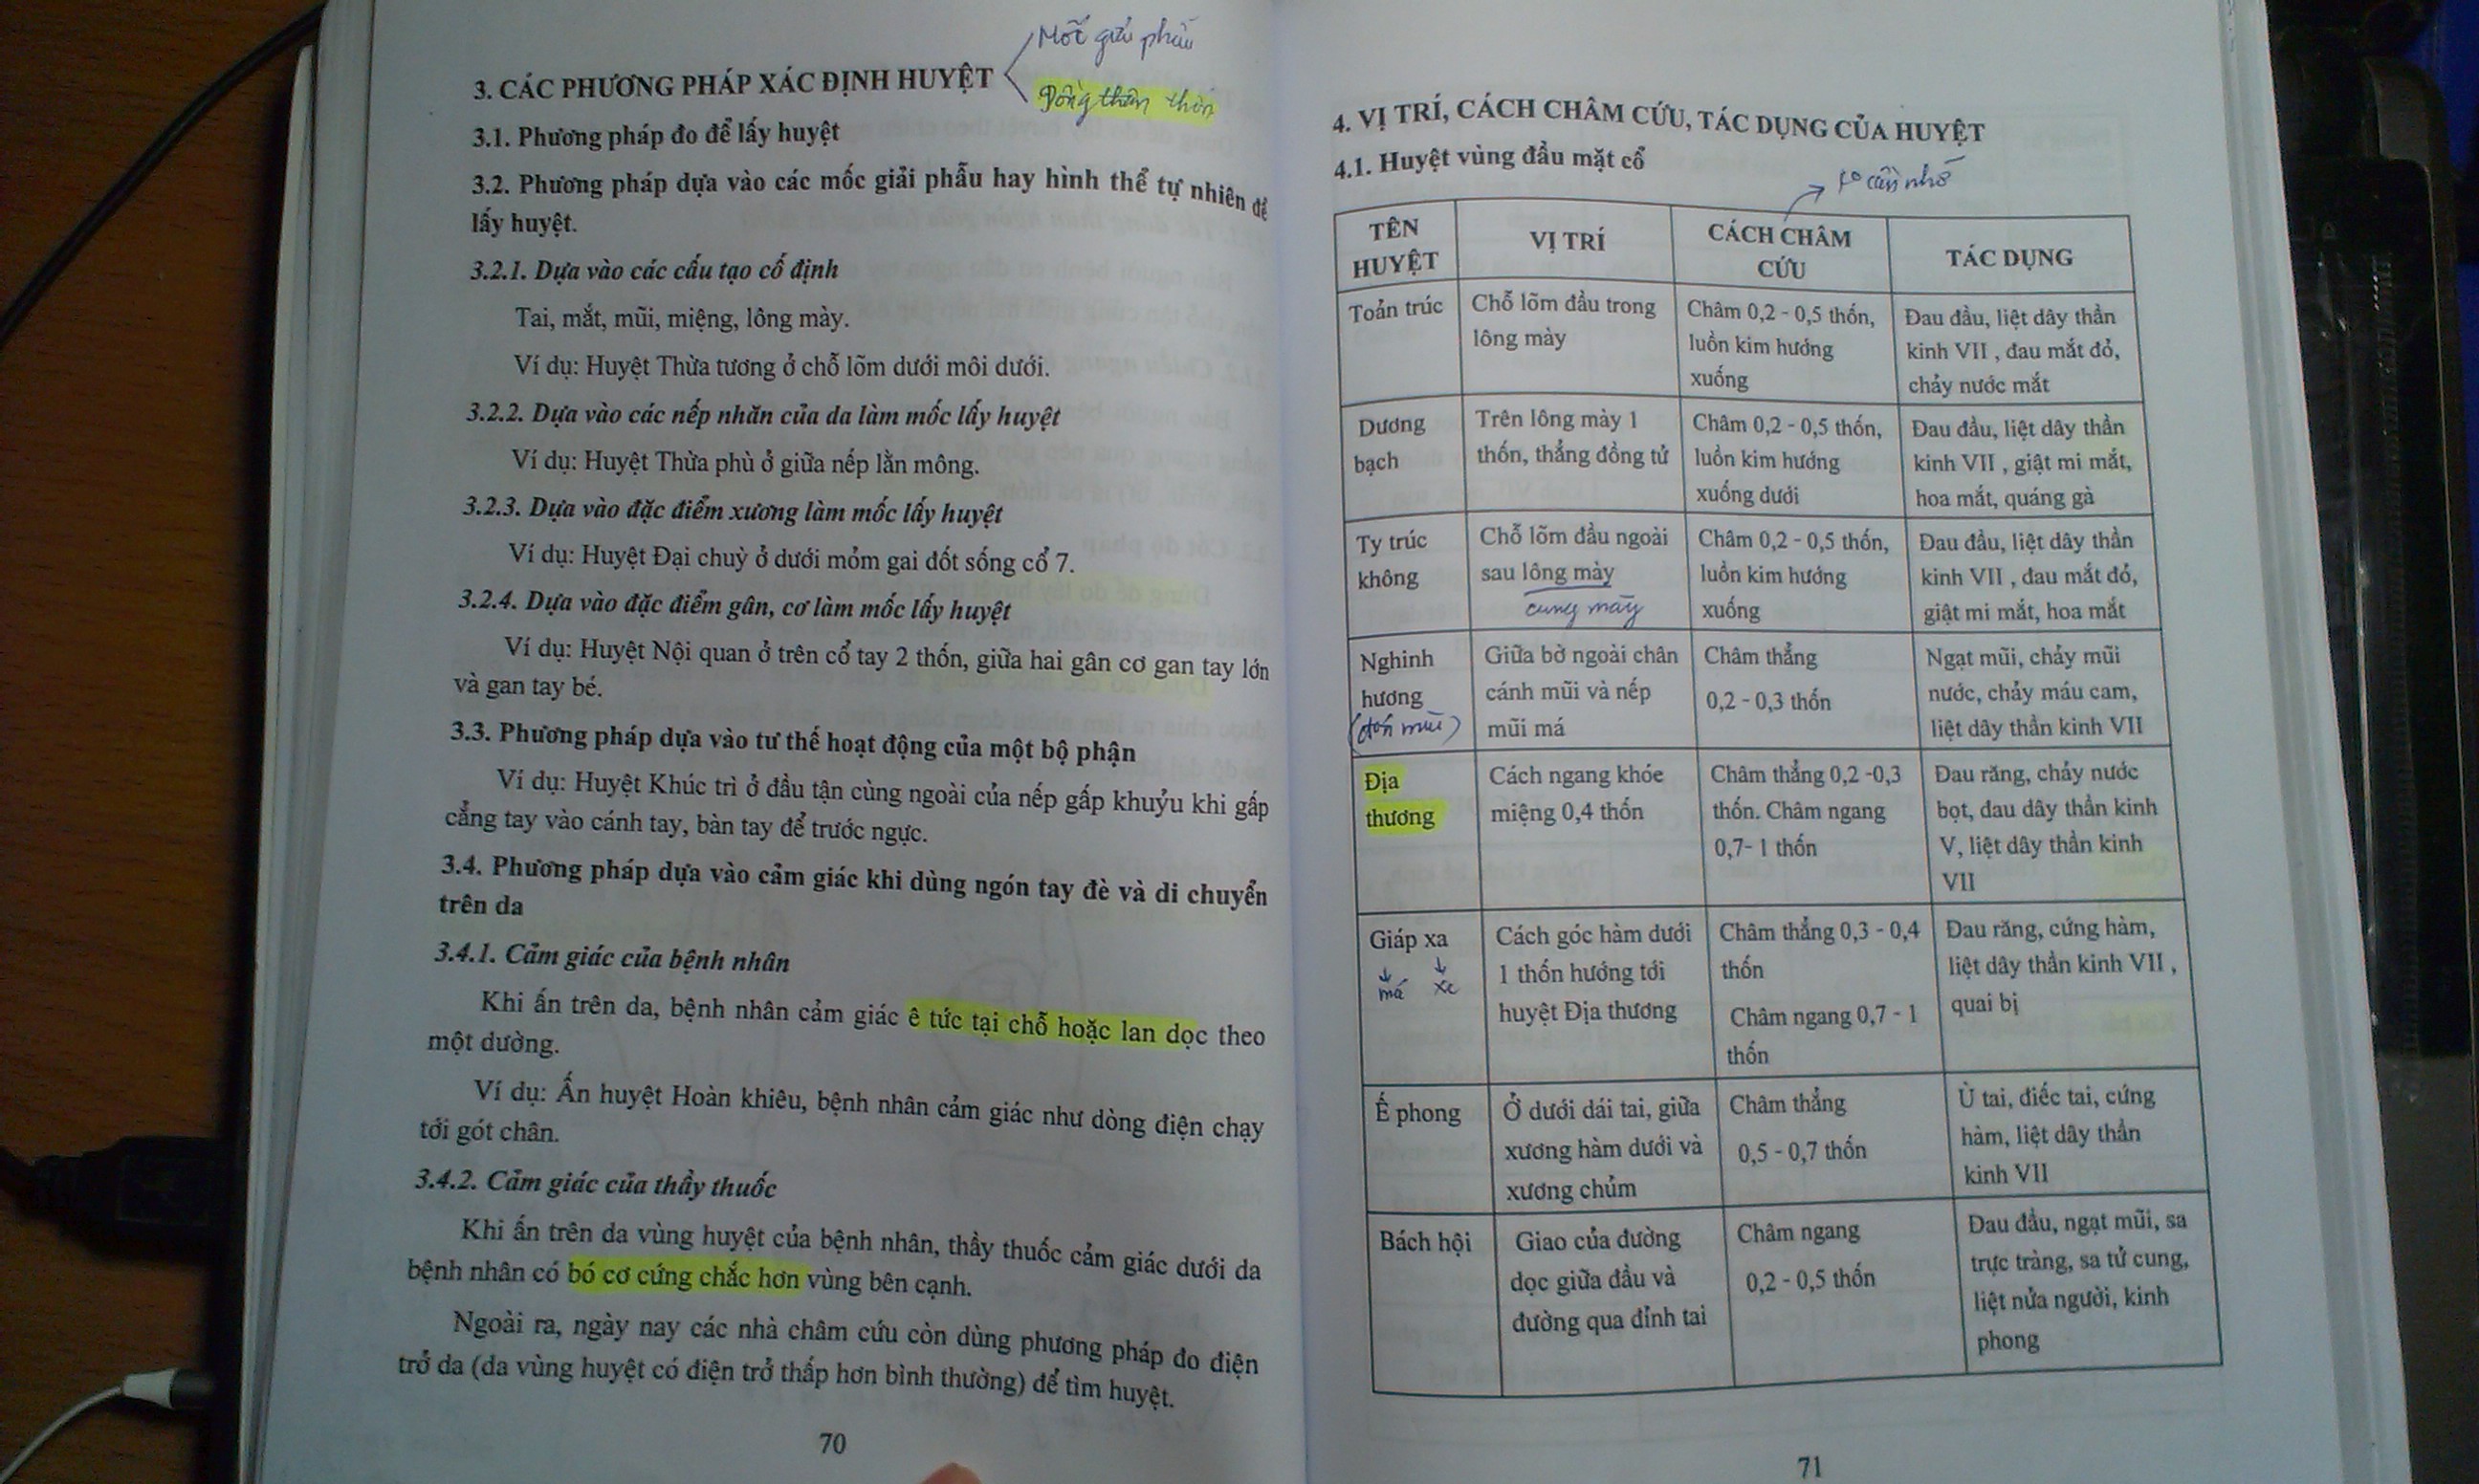 3. CÁC PHƯƠNG PHÁP XÁC ĐỊNH HUYỆT
Mốc giải phẫu
Đồng thân thốn
3.1. Phương pháp đo để lấy huyệt
3.2. Phương pháp dựa vào các mốc giải phẫu hay hình thể tự nhiên để
lấy huyệt.
3.2.1. Dựa vào các cấu tạo cố định
Tai, mắt, mũi, miệng, lông mày.
Ví dụ: Huyệt Thừa tương ở chỗ lõm dưới môi dưới.
3.2.2. Dựa vào các nếp nhăn của da làm mốc lấy huyệt
Ví dụ: Huyệt Thừa phù ở giữa nếp lằn mông.
3.2.3. Dựa vào đặc điểm xương làm mốc lấy huyệt
Ví dụ: Huyệt Đại chuỳ ở dưới mỏm gai đốt sống cổ 7.
3.2.4. Dựa vào đặc điểm gân, cơ làm mốc lấy huyệt
Ví dụ: Huyệt Nội quan ở trên cổ tay 2 thốn, giữa hai gân cơ gan tay lớn
và gan tay bé.
3.3. Phương pháp dựa vào tư thế hoạt động của một bộ phận
Ví dụ: Huyệt Khúc trì ở đầu tận cùng ngoài của nếp gấp khuỷu khi gấp
cẳng tay vào cánh tay, bàn tay để trước ngực.
3.4. Phương pháp dựa vào cảm giác khi dùng ngón tay đè và di chuyển
trên da
3.4.1. Cảm giác của bệnh nhân
Khi ấn trên da, bệnh nhân cảm giác ê tức tại chỗ hoặc lan dọc theo
một đường.
Ví dụ: Ấn huyệt Hoàn khiêu, bệnh nhân cảm giác như dòng điện chạy
tới gót chân.
3.4.2. Cảm giác của thầy thuốc
Khi ấn trên da vùng huyệt của bệnh nhân, thầy thuốc cảm giác dưới da
bệnh nhân có bó cơ cứng chắc hơn vùng bên cạnh.
Ngoài ra, ngày nay các nhà châm cứu còn dùng phương pháp đo điện
trở da (da vùng huyệt có điện trở thấp hơn bình thường) để tìm huyệt.
70
4. VỊ TRÍ, CÁCH CHÂM CỨU, TÁC DỤNG CỦA HUYỆT
4.1. Huyệt vùng đầu mặt cổ
ko cần nhớ
TÊN
HUYỆT
VỊ TRÍ
CÁCH CHÂM
CỨU
TÁC DỤNG
Toản trúc
Chỗ lõm đầu trong
lông mày
Châm 0,2 - 0,5 thốn,
luồn kim hướng
xuống
Đau đầu, liệt dây thần
kinh VII , đau mắt đỏ,
chảy nước mắt
Dương
bạch
Trên lông mày 1
thốn, thẳng đồng tử
Châm 0,2 - 0,5 thốn,
luồn kim hướng
xuống dưới
Đau đầu, liệt dây thần
kinh VII , giật mi mắt,
hoa mắt, quáng gà
Ty trúc
không
Chỗ lõm đầu ngoài
sau lông mày
cung mày
Châm 0,2 - 0,5 thốn,
luồn kim hướng
xuống
Đau đầu, liệt dây thần
kinh VII , đau mắt đỏ,
giật mi mắt, hoa mắt
Nghinh
hương
(đón mùi)
Giữa bờ ngoài chân
cánh mũi và nếp
mũi má
Châm thẳng
0,2 - 0,3 thốn
Ngạt mũi, chảy mũi
nước, chảy máu cam,
liệt dây thần kinh VII
Địa
thương
Cách ngang khóe
miệng 0,4 thốn
Châm thẳng 0,2 -0,3
thốn. Châm ngang
0,7- 1 thốn
Đau răng, chảy nước
bọt, đau dây thần kinh
V, liệt dây thần kinh
VII
Giáp xa
má xe
Cách góc hàm dưới
1 thốn hướng tới
huyệt Địa thương
Châm thẳng 0,3 - 0,4
thốn
Châm ngang 0,7 - 1
thốn
Đau răng, cứng hàm,
liệt dây thần kinh VII ,
quai bị
Ế phong
Ở dưới dái tai, giữa
xương hàm dưới và
xương chủm
Châm thẳng
0,5 - 0,7 thốn
Ù tai, điếc tai, cứng
hàm, liệt dây thần
kinh VII
Bách hội
Giao của đường
dọc giữa đầu và
đường qua đỉnh tai
Châm ngang
0,2 - 0,5 thốn
Đau đầu, ngạt mũi, sa
trực tràng, sa tử cung,
liệt nửa người, kinh
phong
71